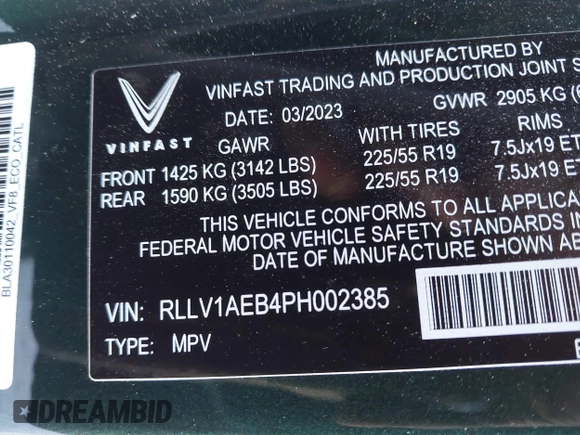 MANUFACTURED BY
VINFAST TRADING AND PRODUCTION JOINT S
DATE: 03/2023 GVWR 2905 KG (6
VINFAST
GAWR WITH TIRES RIMS
FRONT 1425 KG (3142 LBS) 225/55 R19 7.5Jx19 ET
REAR 1590 KG (3505 LBS) 225/55 R19 7.5Jx19 ET
THIS VEHICLE CONFORMS TO ALL APPLICA
FEDERAL MOTOR VEHICLE SAFETY STANDARDS
DATE OF MANUFACTURE SHOWN AB
VIN: RLLV1AEB4PH002385
TYPE: MPV
BLA30110042_VF8_ECO_CATL
DREAMBID